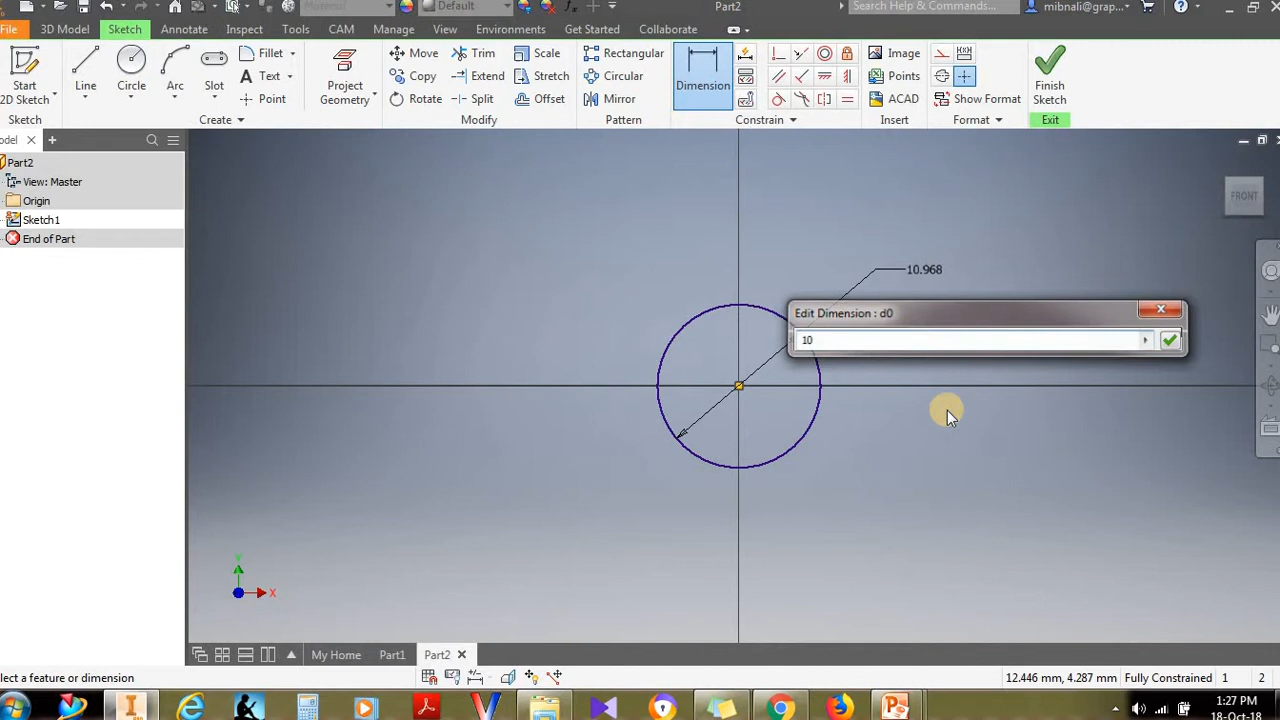 Material
Default
Part2
Search Help & Commands...
mibnali@grap...
File
3D Model
Sketch
Annotate
Inspect
Tools
CAM
Manage
View
Environments
Get Started
Collaborate
Start
2D Sketch
Line
Circle
Arc
Slot
Fillet
Text
Point
Project
Geometry
Move
Copy
Rotate
Trim
Extend
Split
Scale
Stretch
Offset
Rectangular
Circular
Mirror
Dimension
Image
Points
ACAD
Show Format
Finish
Sketch
Sketch
Create
Modify
Pattern
Constrain
Insert
Format
Exit
odel
Part2
View: Master
Origin
Sketch1
End of Part
FRONT
10.968
Edit Dimension : d0
10
Y
X
My Home
Part1
Part2
lect a feature or dimension
12.446 mm, 4.287 mm
Fully Constrained
1
2
1:27 PM
18-Oct-18